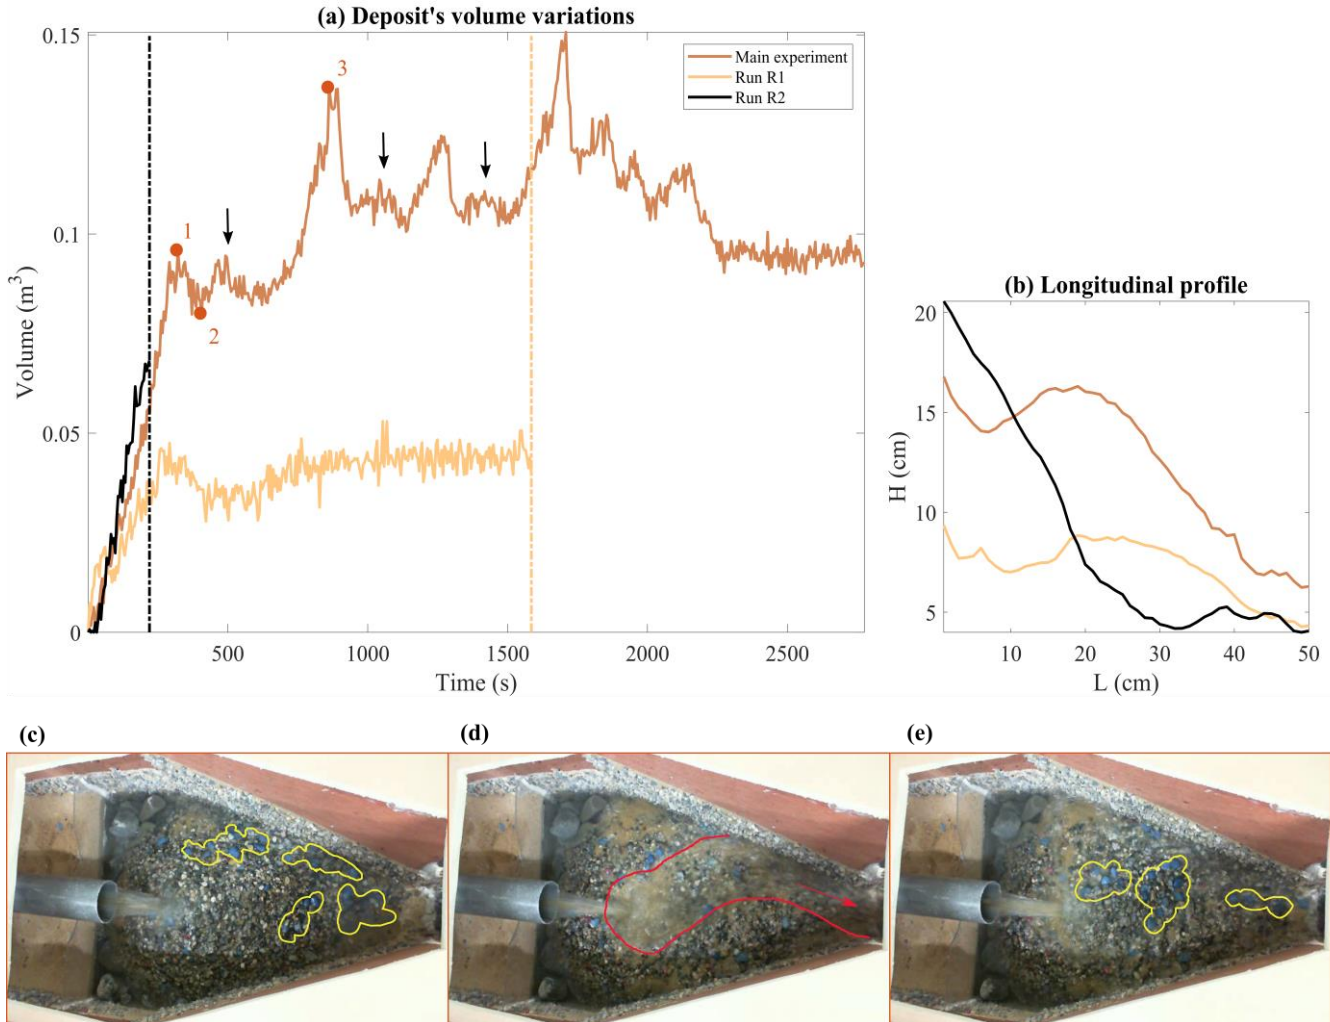 (a) Deposit's volume variations
0.15
0.1
0.05
0
Volume (m³)
1
2
3
Main experiment
Run R1
Run R2
500
1000
1500
2000
2500
Time (s)
(b) Longitudinal profile
20
15
10
5
H (cm)
10
20
30
40
50
L (cm)
(c)
(d)
(e)